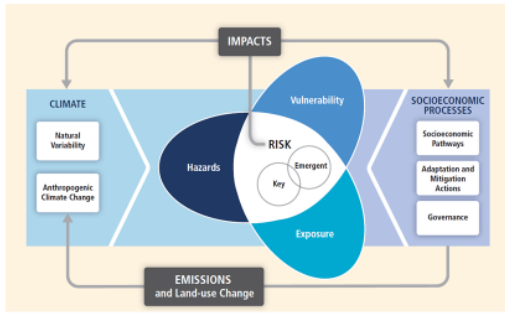 IMPACTS
CLIMATE
Natural
Variability
Anthropogenic
Climate Change
Vulnerability
Hazards
RISK
Emergent
Key
Exposure
SOCIOECONOMIC
PROCESSES
Socioeconomic
Pathways
Adaptation and
Mitigation
Actions
Governance
EMISSIONS
and Land-use Change